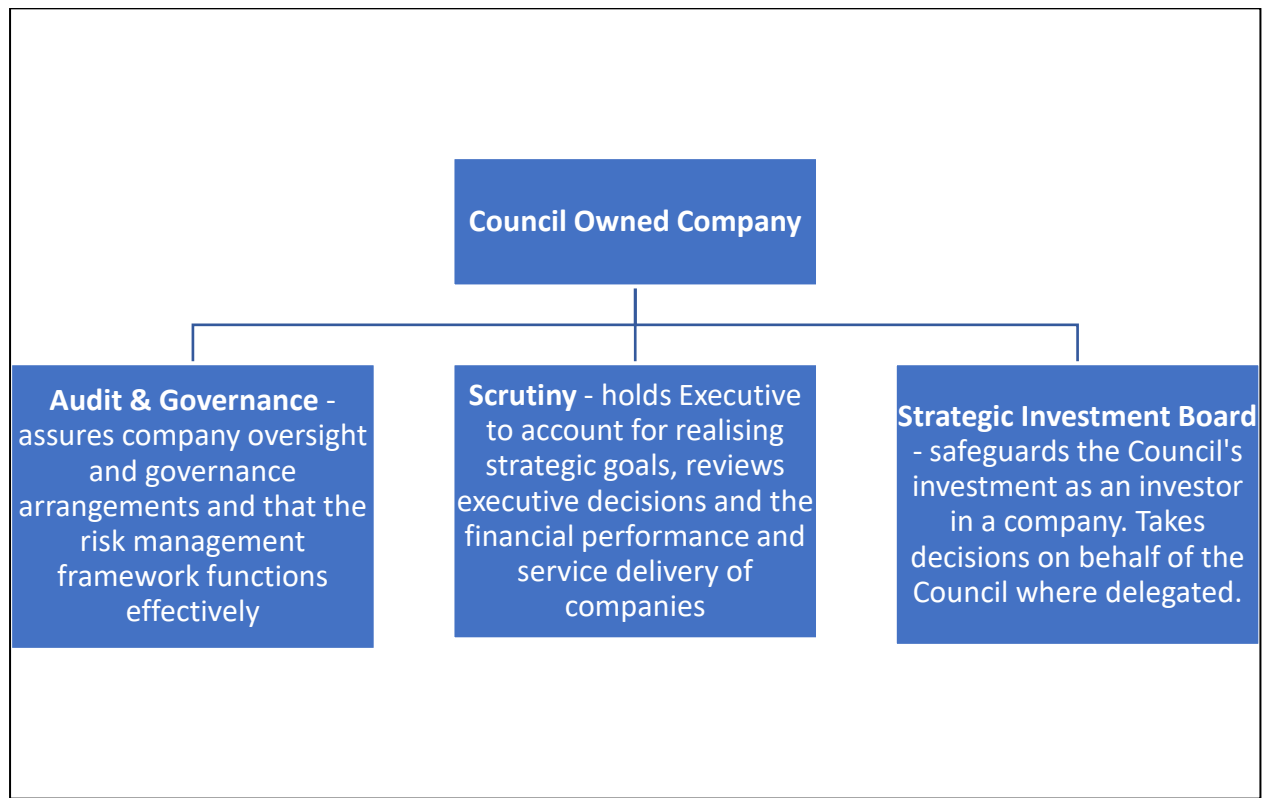 Council Owned Company
Audit & Governance -
assures company oversight
and governance
arrangements and that the
risk management
framework functions
effectively
Scrutiny - holds Executive
to account for realising
strategic goals, reviews
executive decisions and the
financial performance and
service delivery of
companies
Strategic Investment Board
- safeguards the Council's
investment as an investor
in a company. Takes
decisions on behalf of the
Council where delegated.